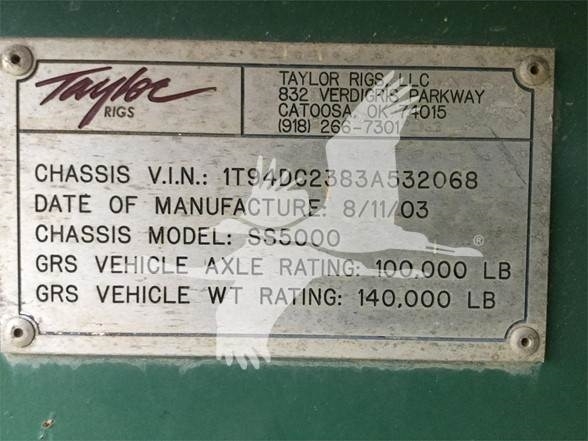 Taylor
RIGS
TAYLOR RIGS, LLC
832 VERDIGRIS PARKWAY
CATOOSA, OK 74015
(918) 266-7301
CHASSIS V.I.N.: 1T94DC2383A532068
DATE OF MANUFACTURE: 8/11/03
CHASSIS MODEL: SS5000
GRS VEHICLE AXLE RATING: 100,000 LB
GRS VEHICLE WT RATING: 140,000 LB
®